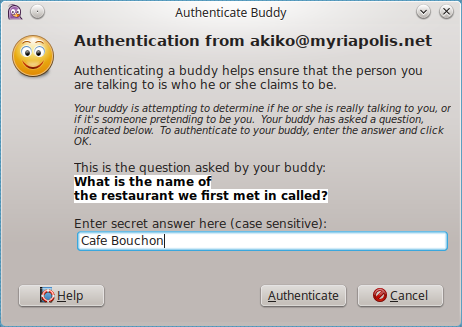 Authenticate Buddy
Authentication from akiko@myriapolis.net
Authenticating a buddy helps ensure that the person you
are talking to is who he or she claims to be.
Your buddy is attempting to determine if he or she is really talking to you, or
if it's someone pretending to be you. Your buddy has asked a question,
indicated below. To authenticate to your buddy, enter the answer and click
OK.
This is the question asked by your buddy:
What is the name of
the restaurant we first met in called?
Enter secret answer here (case sensitive):
Cafe Bouchon
Help Authenticate Cancel